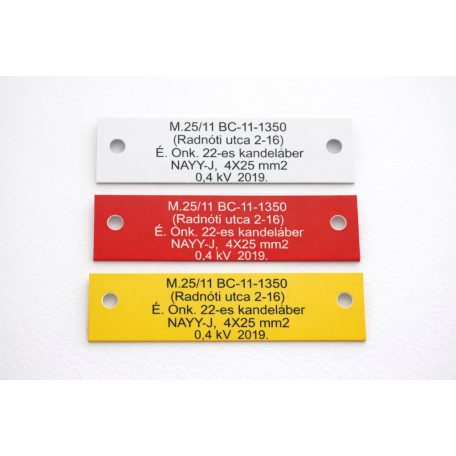 M.25/11 BC-11-1350
(Radnóti utca 2-16)
É. Önk. 22-es kandeláber
NAYY-J, 4X25 mm2
0,4 kV 2019.
M.25/11 BC-11-1350
(Radnóti utca 2-16)
É. Önk. 22-es kandeláber
NAYY-J, 4X25 mm2
0,4 kV 2019.
M.25/11 BC-11-1350
(Radnóti utca 2-16)
É. Önk. 22-es kandeláber
NAYY-J, 4X25 mm2
0,4 kV 2019.